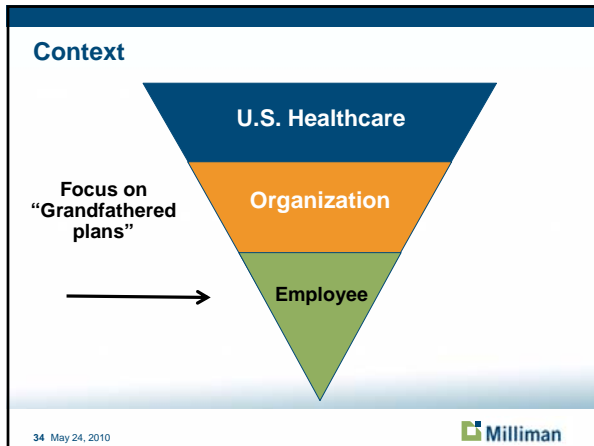 Context
U.S. Healthcare
Focus on
“Grandfathered
plans”
Organization
Employee
34 May 24, 2010
Milliman